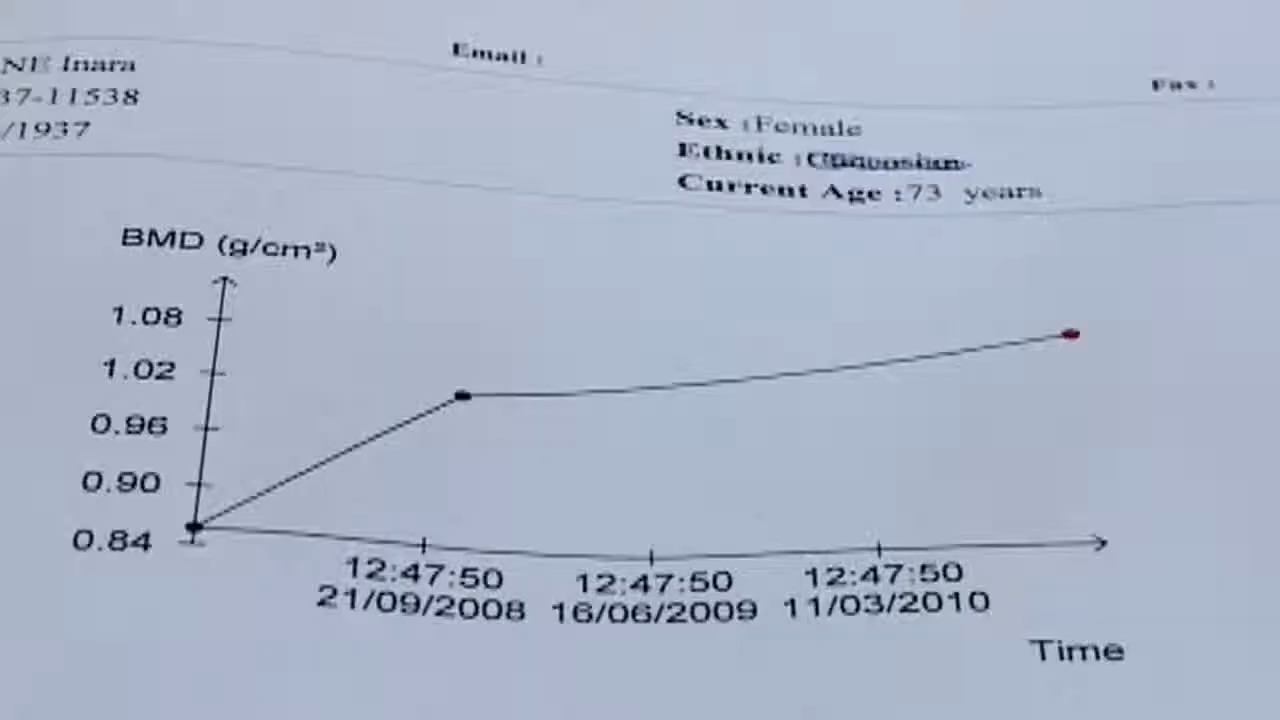 NE Inara
37-11538
/1937
Email :
Fax :
Sex :Female
Ethnic :
Current Age :73 years
BMD (g/cm²)
1.08
1.02
0.96
0.90
0.84
12:47:50 12:47:50 12:47:50
21/09/2008 16/06/2009 11/03/2010
Time